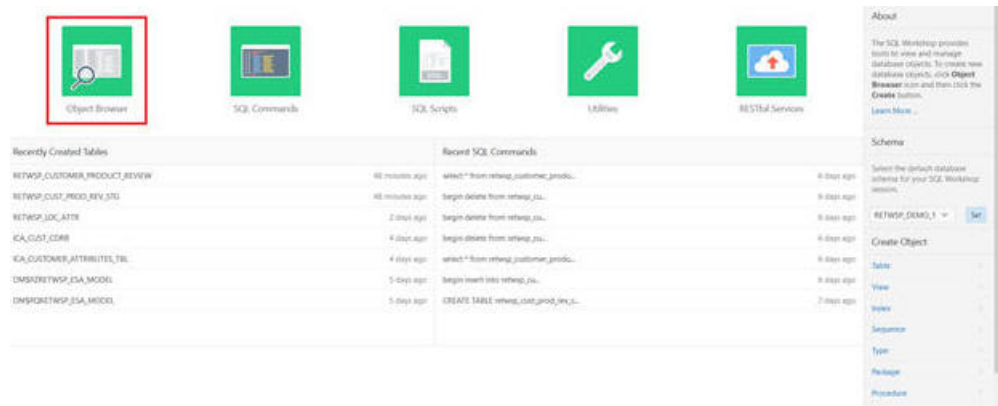 Object Browser
SQL Commands
SQL Scripts
Utilities
RESTful Services
Recently Created Tables
RETWSP_CUSTOMER_PRODUCT_REVIEW 48 minutes ago
RETWSP_CUST_PROD_REV_STG 48 minutes ago
RETWSP_LOC_ATTR 2 days ago
ICA_CUST_CORR 4 days ago
ICA_CUSTOMER_ATTRIBUTES_TBL 4 days ago
DM$RZRETWSP_ESA_MODEL 5 days ago
DM$PQRETWSP_ESA_MODEL 5 days ago
Recent SQL Commands
select * from retwsp_customer_produ... 6 days ago
begin delete from retwsp_cu... 6 days ago
begin delete from retwsp_cu... 6 days ago
begin delete from retwsp_cu... 6 days ago
select * from retwsp_customer_produ... 6 days ago
begin insert into retwsp_cu... 6 days ago
CREATE TABLE retwsp_cust_prod_rev_s... 7 days ago
About
The SQL Workshop provides
tools to view and manage
database objects. To create new
database objects, click Object
Browser icon and then click the
Create button.
Learn More ...
Schema
Select the default database
schema for your SQL Workshop
session.
RETWSP_DEMO_1 Set
Create Object
Table
View
Index
Sequence
Type
Package
Procedure